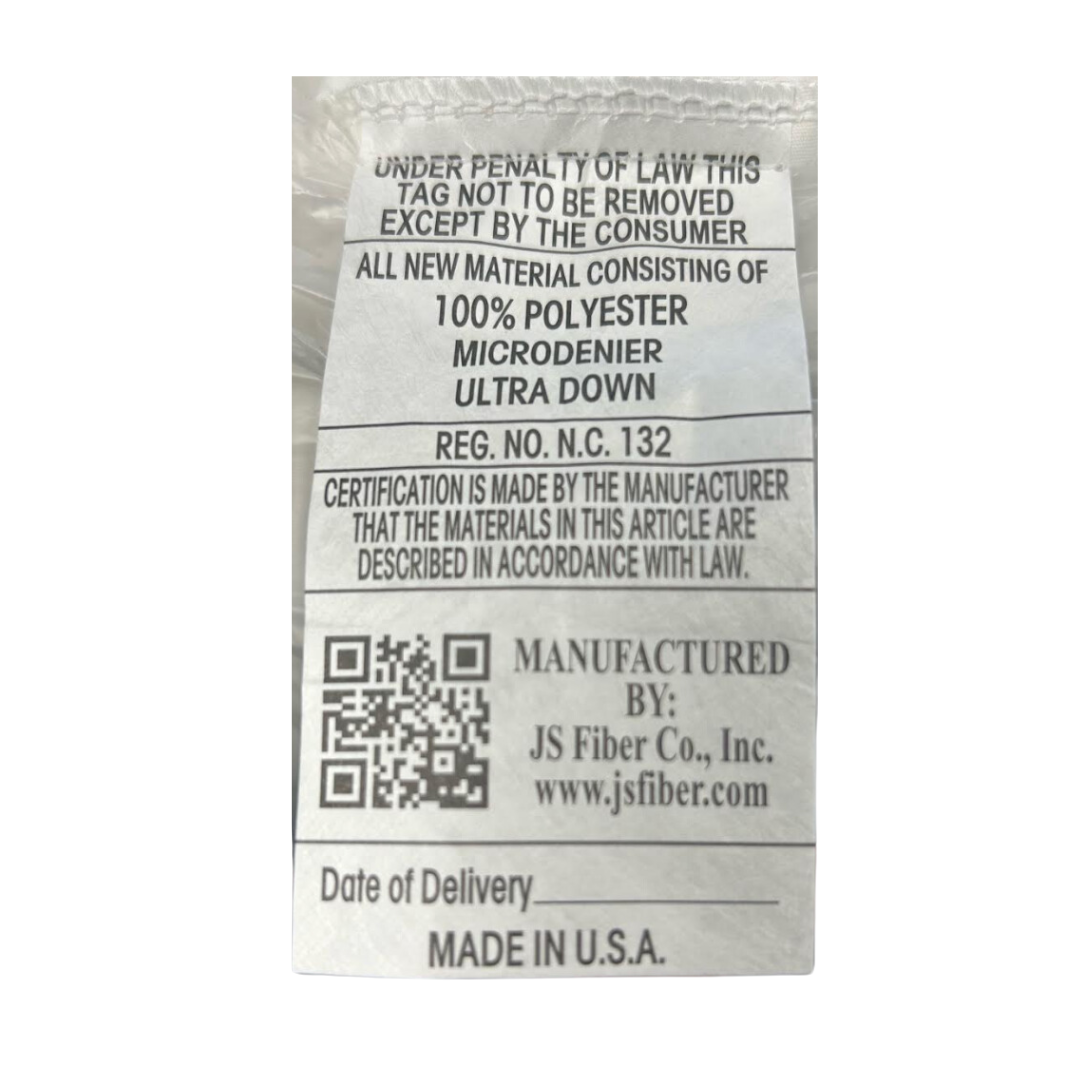 UNDER PENALTY OF LAW THIS
TAG NOT TO BE REMOVED
EXCEPT BY THE CONSUMER
ALL NEW MATERIAL CONSISTING OF
100% POLYESTER
MICRODENIER
ULTRA DOWN
REG. NO. N.C. 132
CERTIFICATION IS MADE BY THE MANUFACTURER
THAT THE MATERIALS IN THIS ARTICLE ARE
DESCRIBED IN ACCORDANCE WITH LAW.
MANUFACTURED
BY:
JS Fiber Co., Inc.
www.jsfiber.com
Date of Delivery
MADE IN U.S.A.